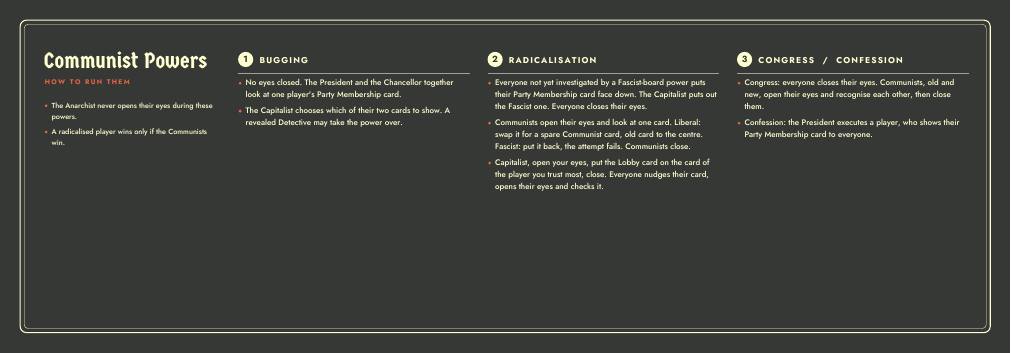 Communist Powers
HOW TO RUN THEM
• The Anarchist never opens their eyes during these
powers.
• A radicalised player wins only if the Communists
win.
1 BUGGING
• No eyes closed. The President and the Chancellor together
look at one player's Party Membership card.
• The Capitalist chooses which of their two cards to show. A
revealed Detective may take the power over.
2 RADICALISATION
• Everyone not yet investigated by a Fascist-board power puts
their Party Membership card face down. The Capitalist puts out
the Fascist one. Everyone closes their eyes.
• Communists open their eyes and look at one card. Liberal:
swap it for a spare Communist card, old card to the centre.
Fascist: put it back, the attempt fails. Communists close.
• Capitalist, open your eyes, put the Lobby card on the card of
the player you trust most, close. Everyone nudges their card,
opens their eyes and checks it.
3 CONGRESS / CONFESSION
• Congress: everyone closes their eyes. Communists, old and
new, open their eyes and recognise each other, then close
them.
• Confession: the President executes a player, who shows their
Party Membership card to everyone.